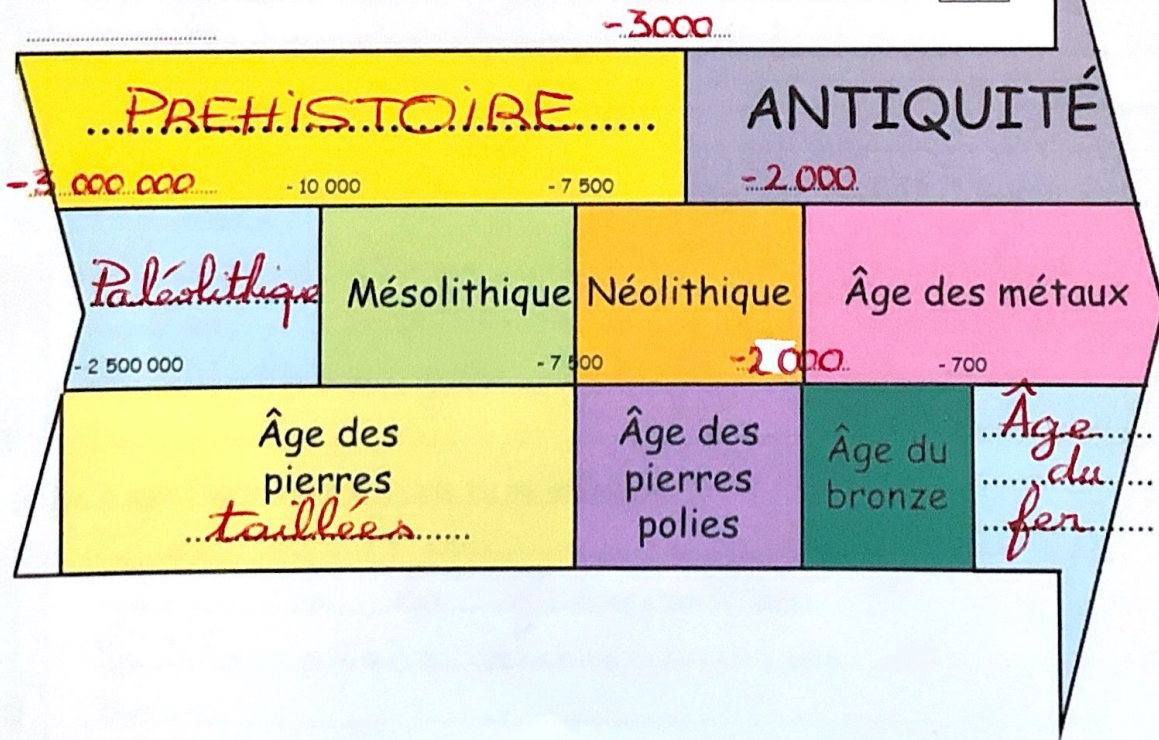 -3000
PREHISTOIRE
ANTIQUITÉ
-3 000 000
- 10 000
- 7 500
-2 000
Paléolithique
Mésolithique
Néolithique
Âge des métaux
- 2 500 000
- 7 500
-2 000
- 700
Âge des
pierres
taillées
Âge des
pierres
polies
Âge du
bronze
Âge
du
fer